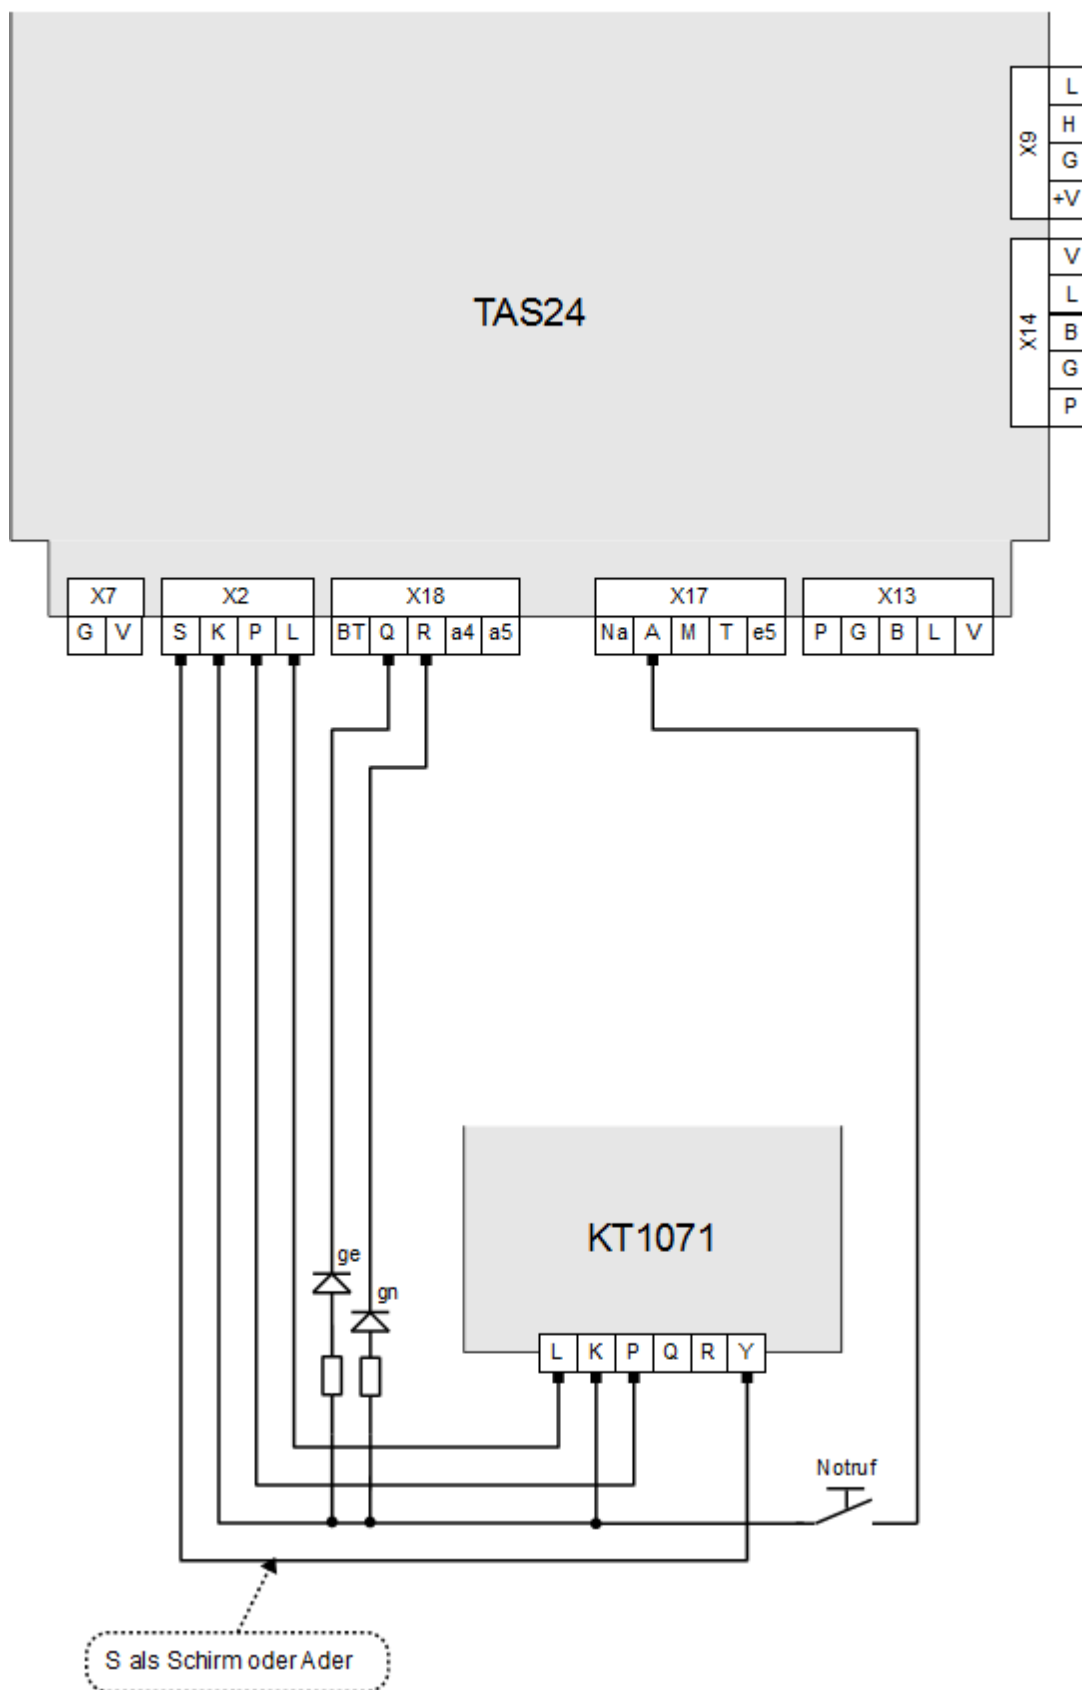 L
H
X9
G
+V
V
L
TAS24
X14
B
G
P
X7 X2 X18 X17 X13
G V S K P L BT Q R a4 a5 Na A M T e5 P G B L V
KT1071
ge
gn
L K P Q R Y
Notruf
S als Schirm oder Ader